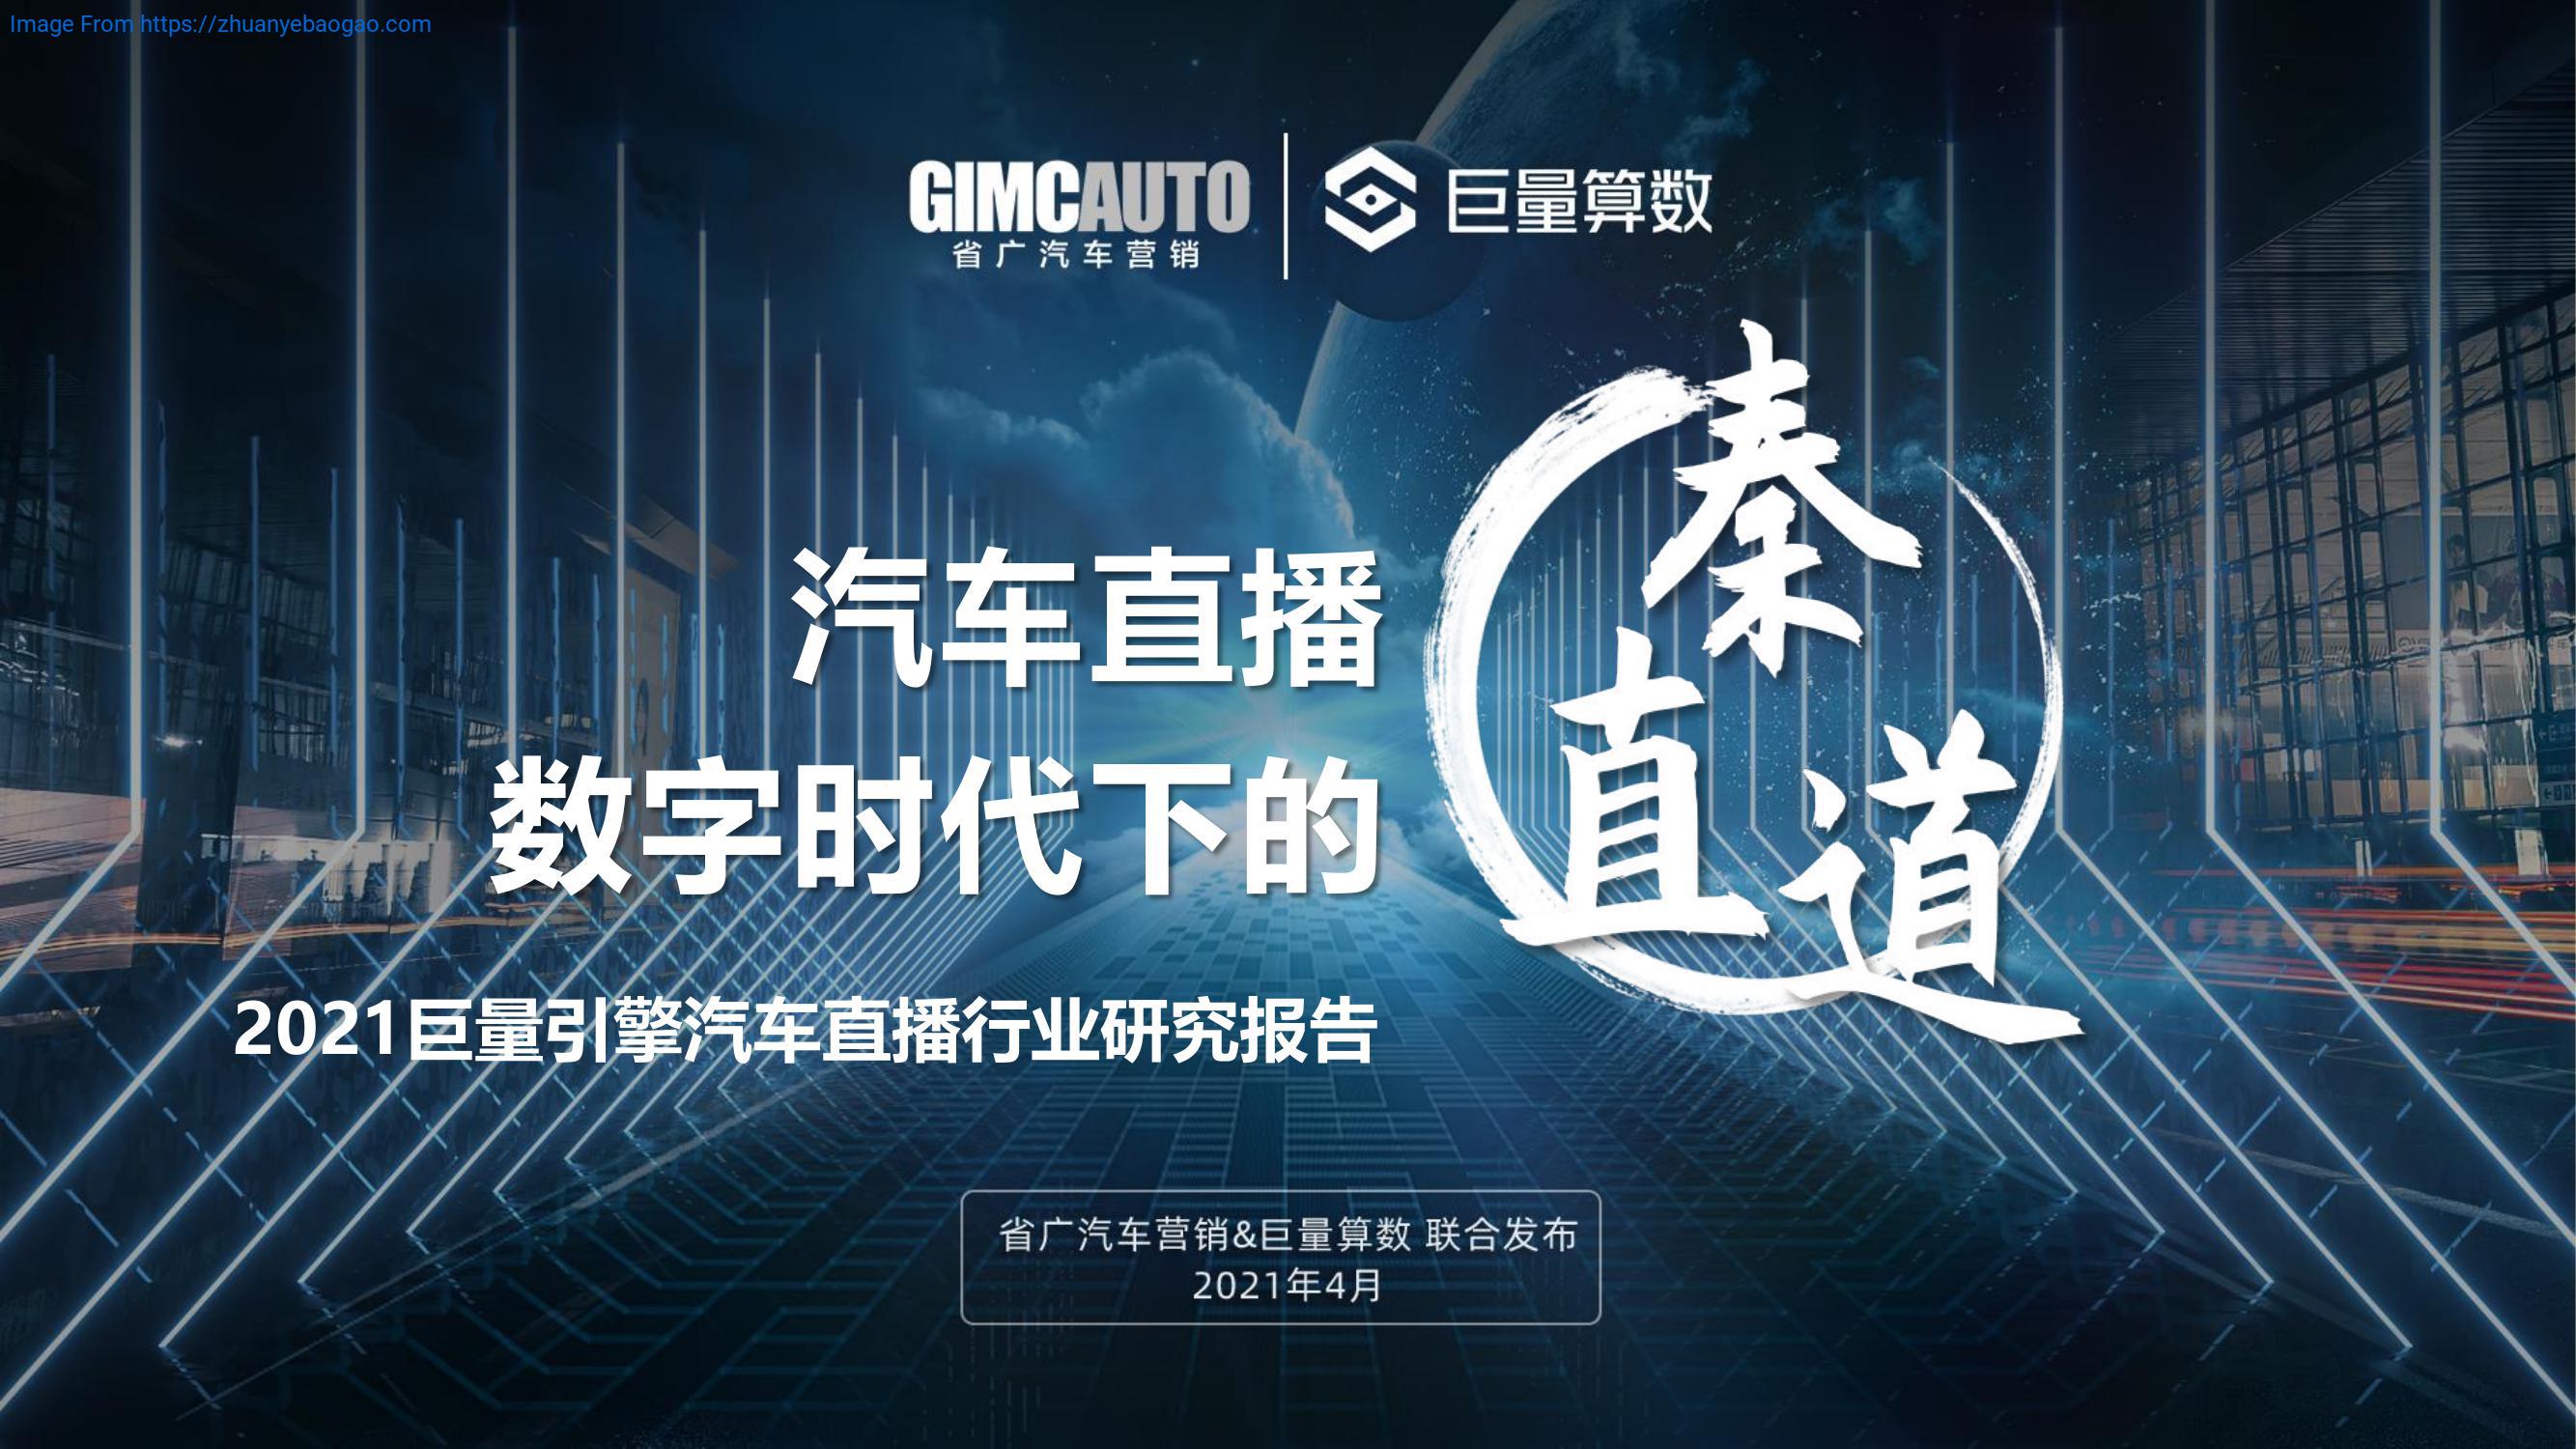 Image From https://zhuanyebaogao.com
GIMCAUTO
省广汽车营销
巨量算数
汽车直播
数字时代下的
秦直道
2021巨量引擎汽车直播行业研究报告
省广汽车营销&巨量算数 联合发布
2021年4月